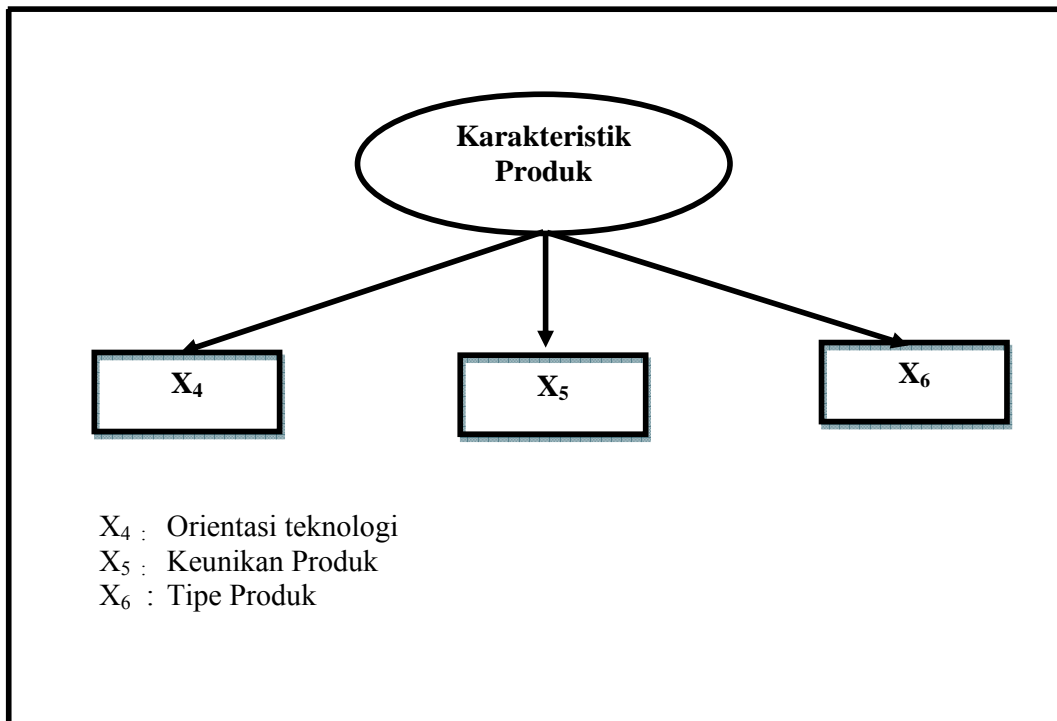 Karakteristik
Produk
X₄
X₅
X₆
X₄ : Orientasi teknologi
X₅ : Keunikan Produk
X₆ : Tipe Produk